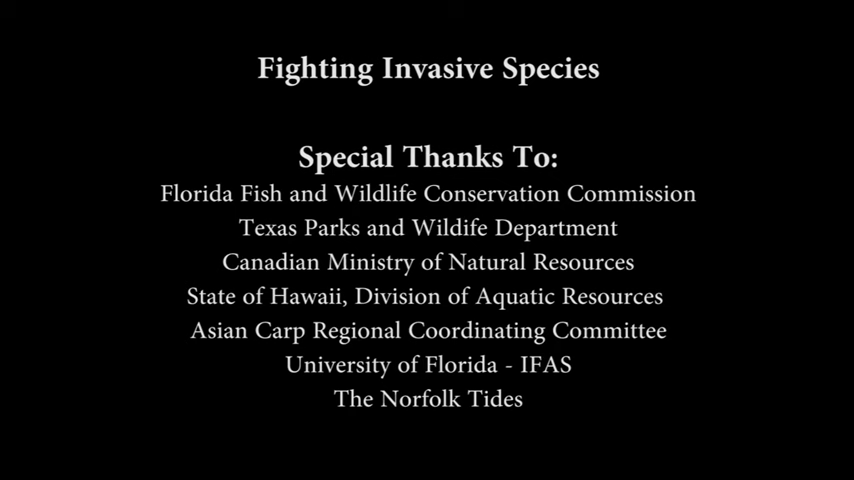 Fighting Invasive Species
Special Thanks To:
Florida Fish and Wildlife Conservation Commission
Texas Parks and Wildife Department
Canadian Ministry of Natural Resources
State of Hawaii, Division of Aquatic Resources
Asian Carp Regional Coordinating Committee
University of Florida - IFAS
The Norfolk Tides